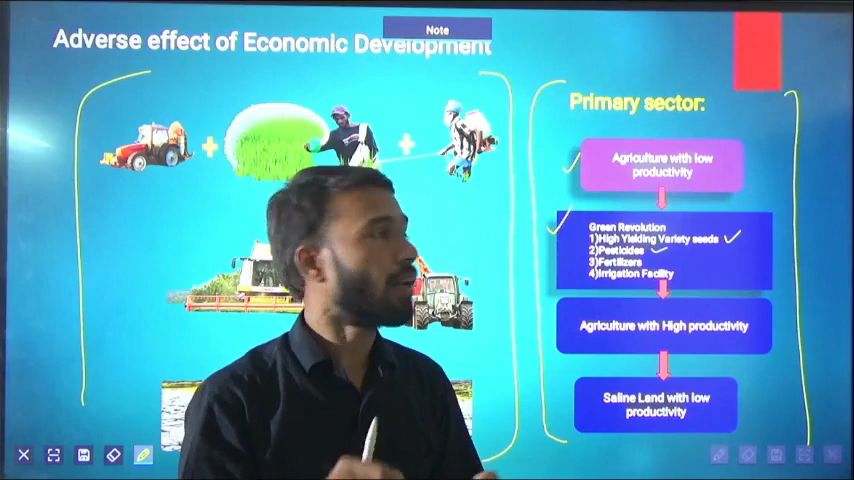 Note
Adverse effect of Economic Development
Primary sector:
Agriculture with low
productivity
Green Revolution
1)High Yielding Variety seeds
2)Pesticides
3)Fertilizers
4)Irrigation Facility
Agriculture with High productivity
Saline Land with low
productivity